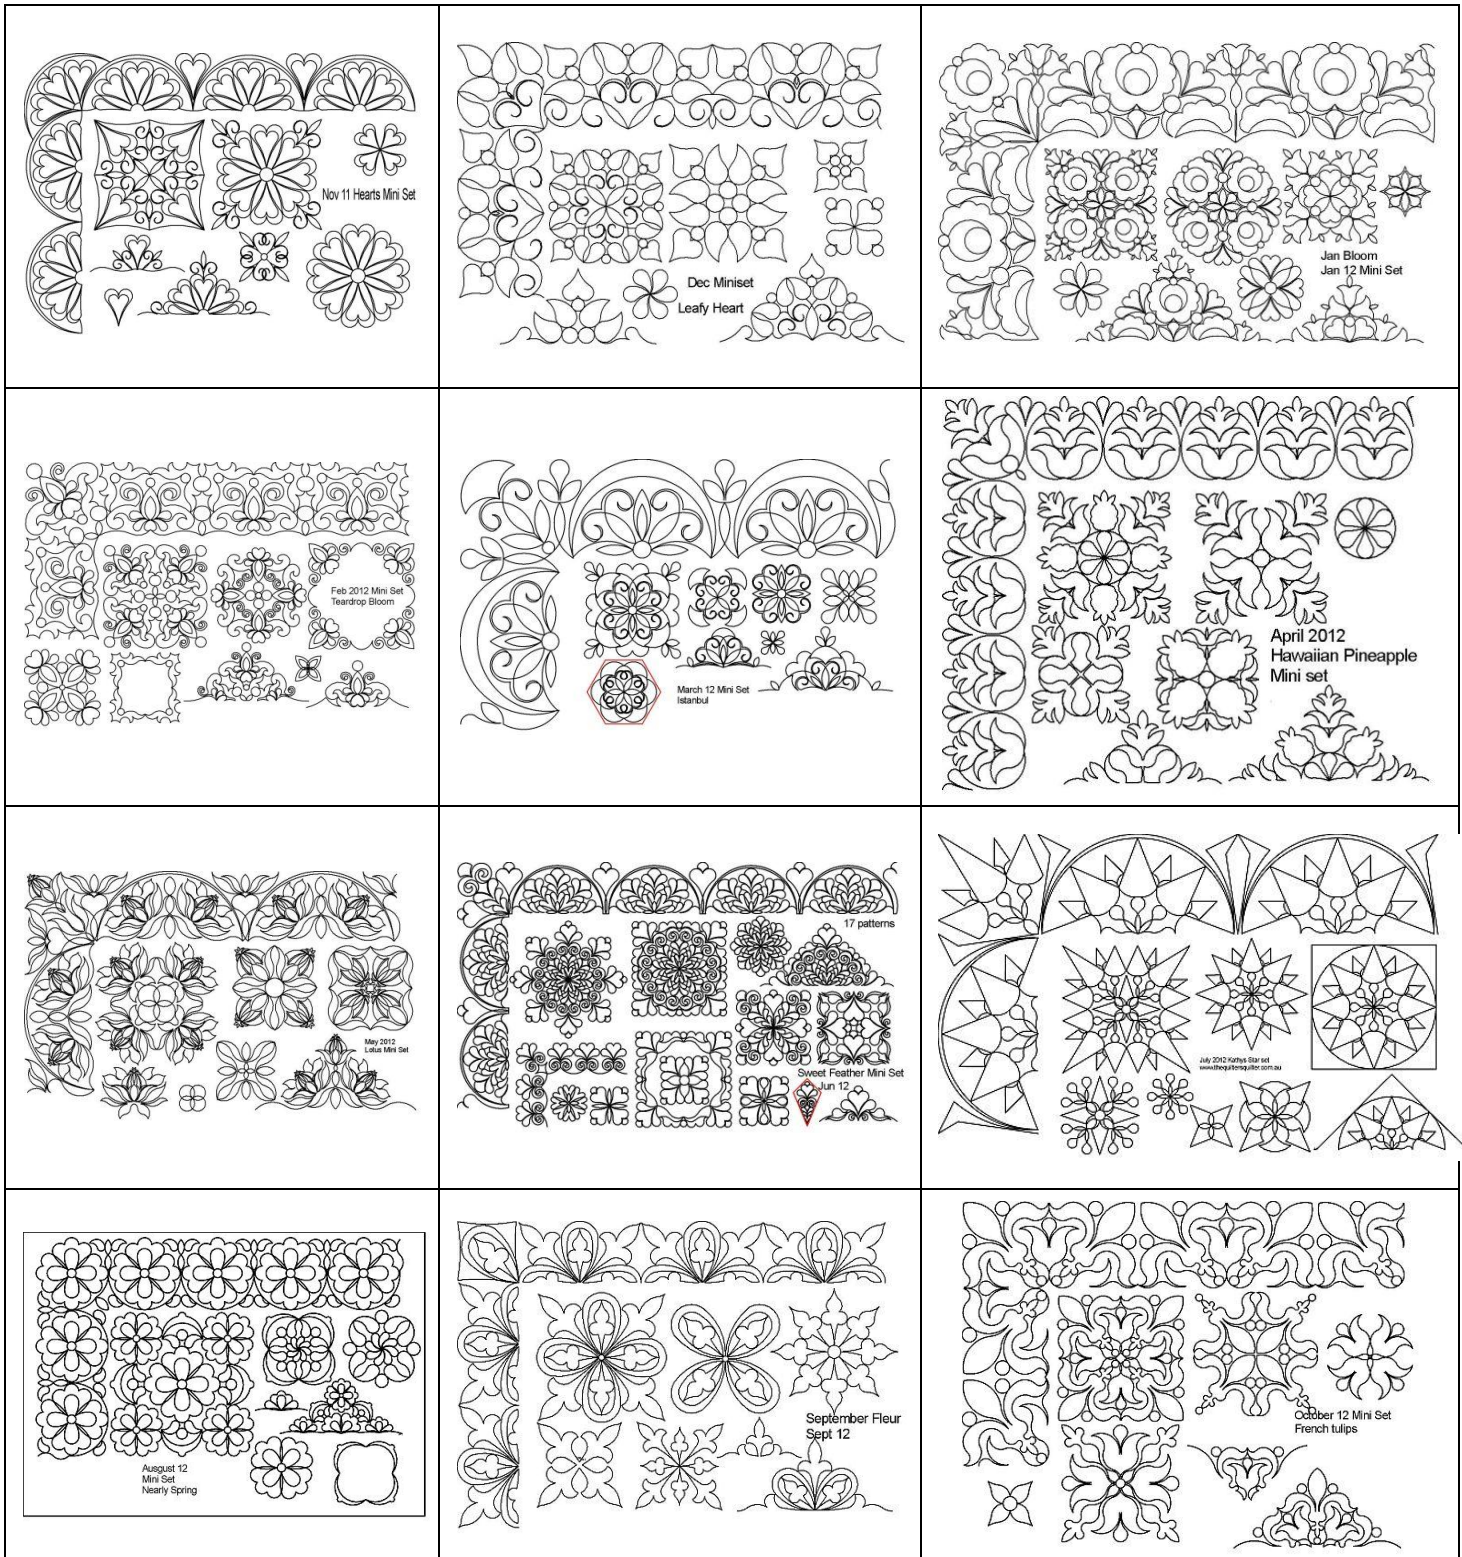 Nov 11 Hearts Mini Set
Dec Miniset
Leafy Heart
Jan Bloom
Jan 12 Mini Set
Feb 2012 Mini Set
Teardrop Bloom
March 12 Mini Set
Istanbul
April 2012
Hawaiian Pineapple
Mini set
May 2012
Lotus Mini Set
17 patterns
Sweet Feather Mini Set
Jun 12
July 2012 Kathys Star set
www.thequiltersquilter.com.au
Ausgust 12
Mini Set
Nearly Spring
September Fleur
Sept 12
October 12 Mini Set
French tulips